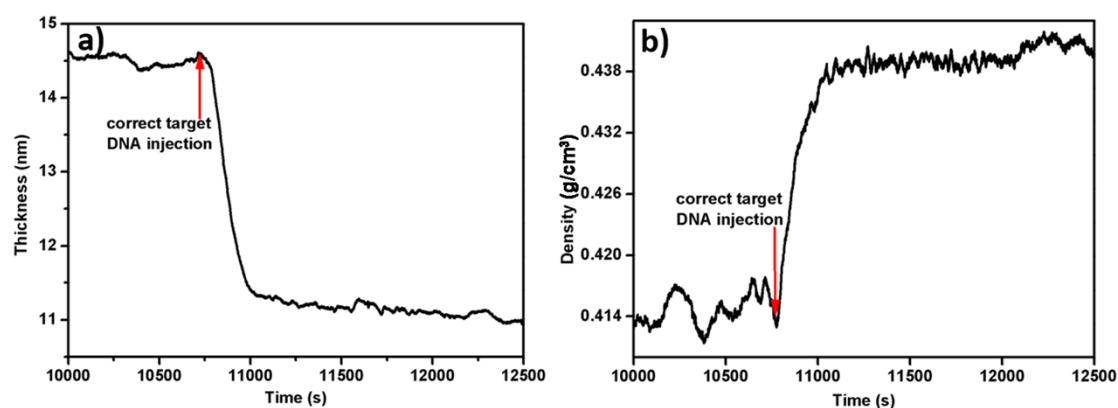 a)
15
14
13
12
11
Thickness (nm)
correct target
DNA injection
10000 10500 11000 11500 12000 12500
Time (s)
b)
0.438
0.432
0.426
0.420
0.414
Density (g/cm³)
correct target
DNA injection
10000 10500 11000 11500 12000 12500
Time (s)